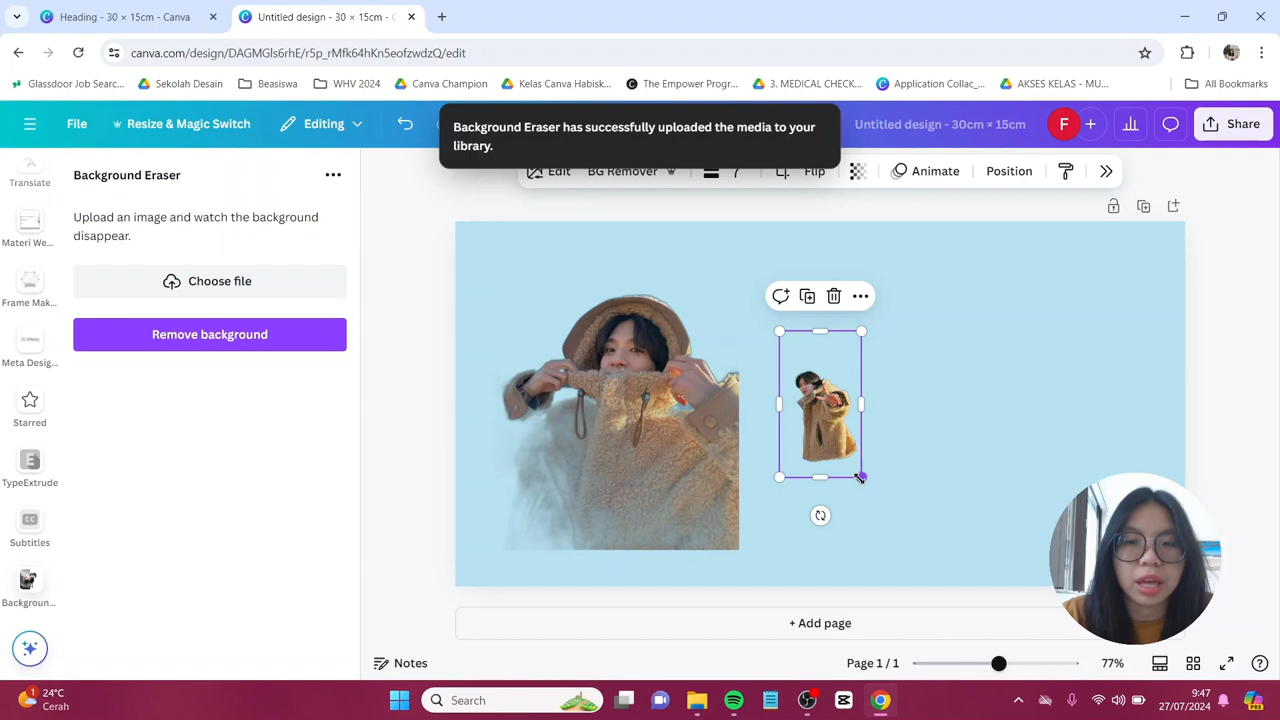 Heading - 30 × 15cm - Canva
Untitled design - 30 × 15cm - C
canva.com/design/DAGMGls6rhE/r5p_rMfk64hKn5eofzwdzQ/edit
Glassdoor Job Sear...
Sekolah Desain
Beasiswa
WHV 2024
Canva Champion
Kelas Canva Habisk...
The Empower Progr...
3. MEDICAL CHECK...
Application Collac_...
AKSES KELAS - MU...
All Bookmarks
File
Resize & Magic Switch
Editing
Background Eraser has successfully uploaded the media to your
library.
Untitled design - 30cm × 15cm
F
Share
Translate
Materi We...
Frame Mak...
Meta
Meta Desig...
Starred
E
TypeExtrude
CC
Subtitles
Backgroun...
Background Eraser
Upload an image and watch the background
disappear.
Choose file
Remove background
Edit
BG Remover
Flip
Animate
Position
+ Add page
Notes
Page 1 / 1
77%
1
24°C
Cerah
Search
9:47
27/07/2024